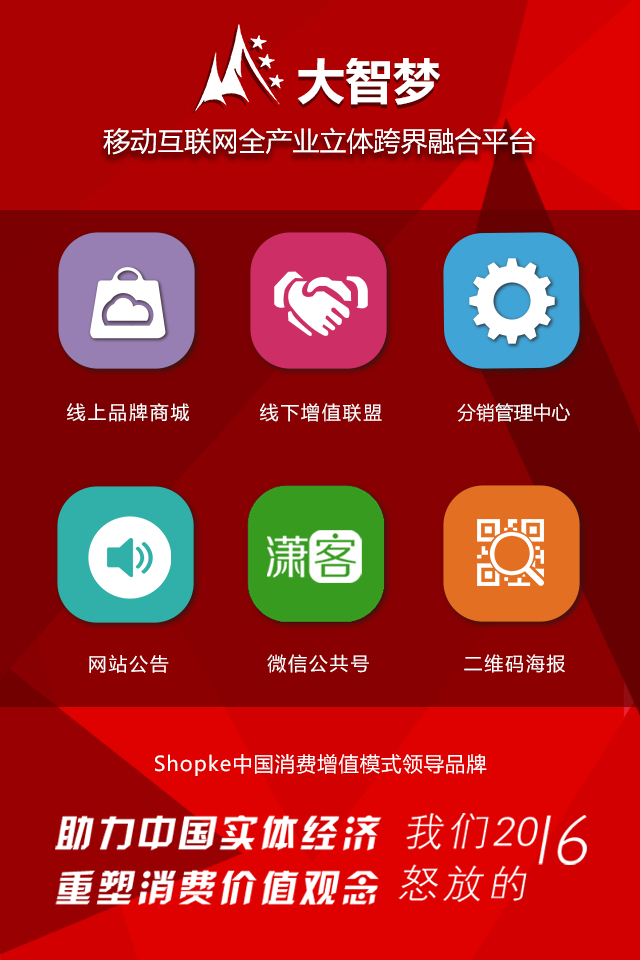 大智梦
移动互联网全产业立体跨界融合平台
线上品牌商城
线下增值联盟
分销管理中心
潇客
网站公告
微信公共号
二维码海报
Shopke中国消费增值模式领导品牌
助力中国实体经济
重塑消费价值观念
我们2016
怒放的